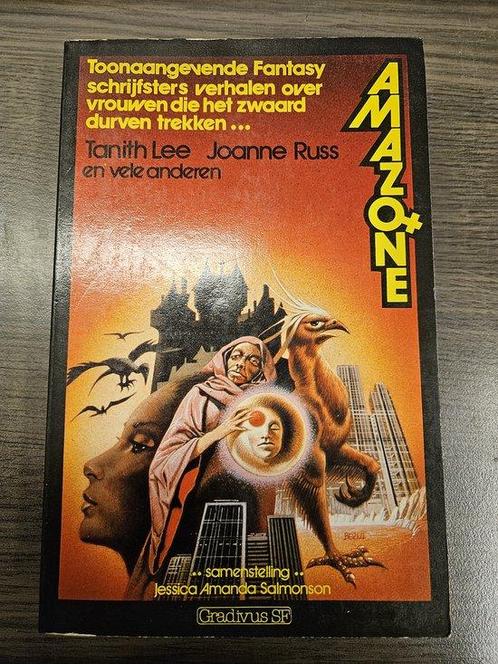 Toonaangevende Fantasy
schrijfsters verhalen over
vrouwen die het zwaard
durven trekken...
Tanith Lee Joanne Russ
en vele anderen
AMAZONE
BOZUI
.. samenstelling ..
Jessica Amanda Salmonson
Gradivus SF